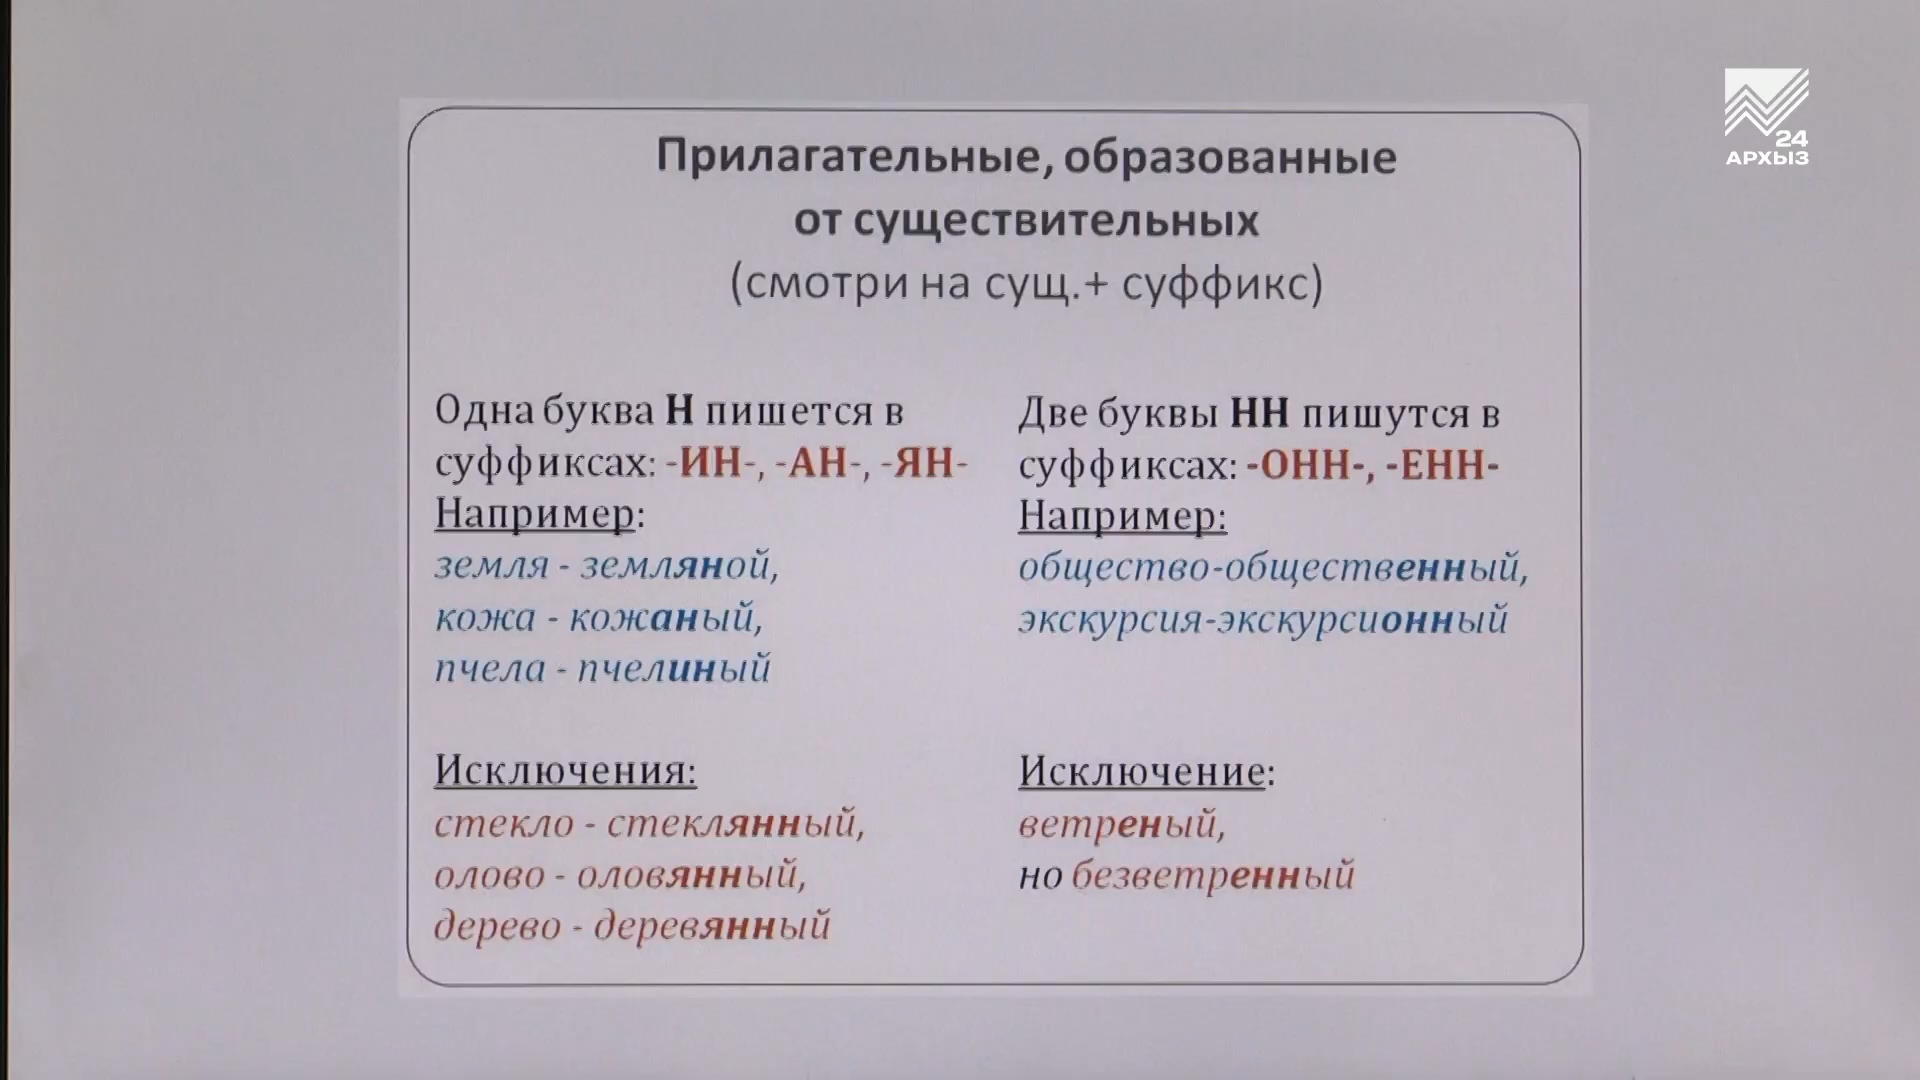 24
АРХЫЗ
Прилагательные, образованные
от существительных
(смотри на сущ.+ суффикс)
Одна буква Н пишется в
суффиксах: -ИН-, -АН-, -ЯН-
Например:
земля - земляной,
кожа - кожаный,
пчела - пчелиный
Исключения:
стекло - стеклянный,
олово - оловянный,
дерево - деревянный
Две буквы НН пишутся в
суффиксах: -ОНН-, -ЕНН-
Например:
общество-общественный,
экскурсия-экскурсионный
Исключение:
ветреный,
но безветренный